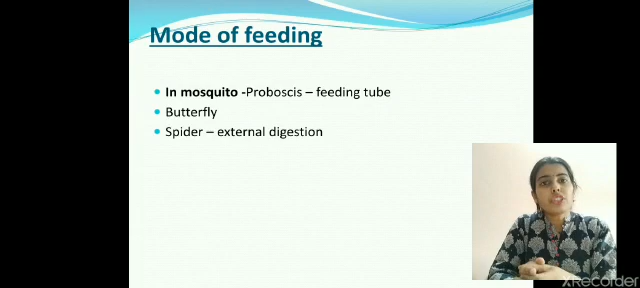 Mode of feeding
In mosquito -Proboscis – feeding tube
Butterfly
Spider – external digestion
XRecorder